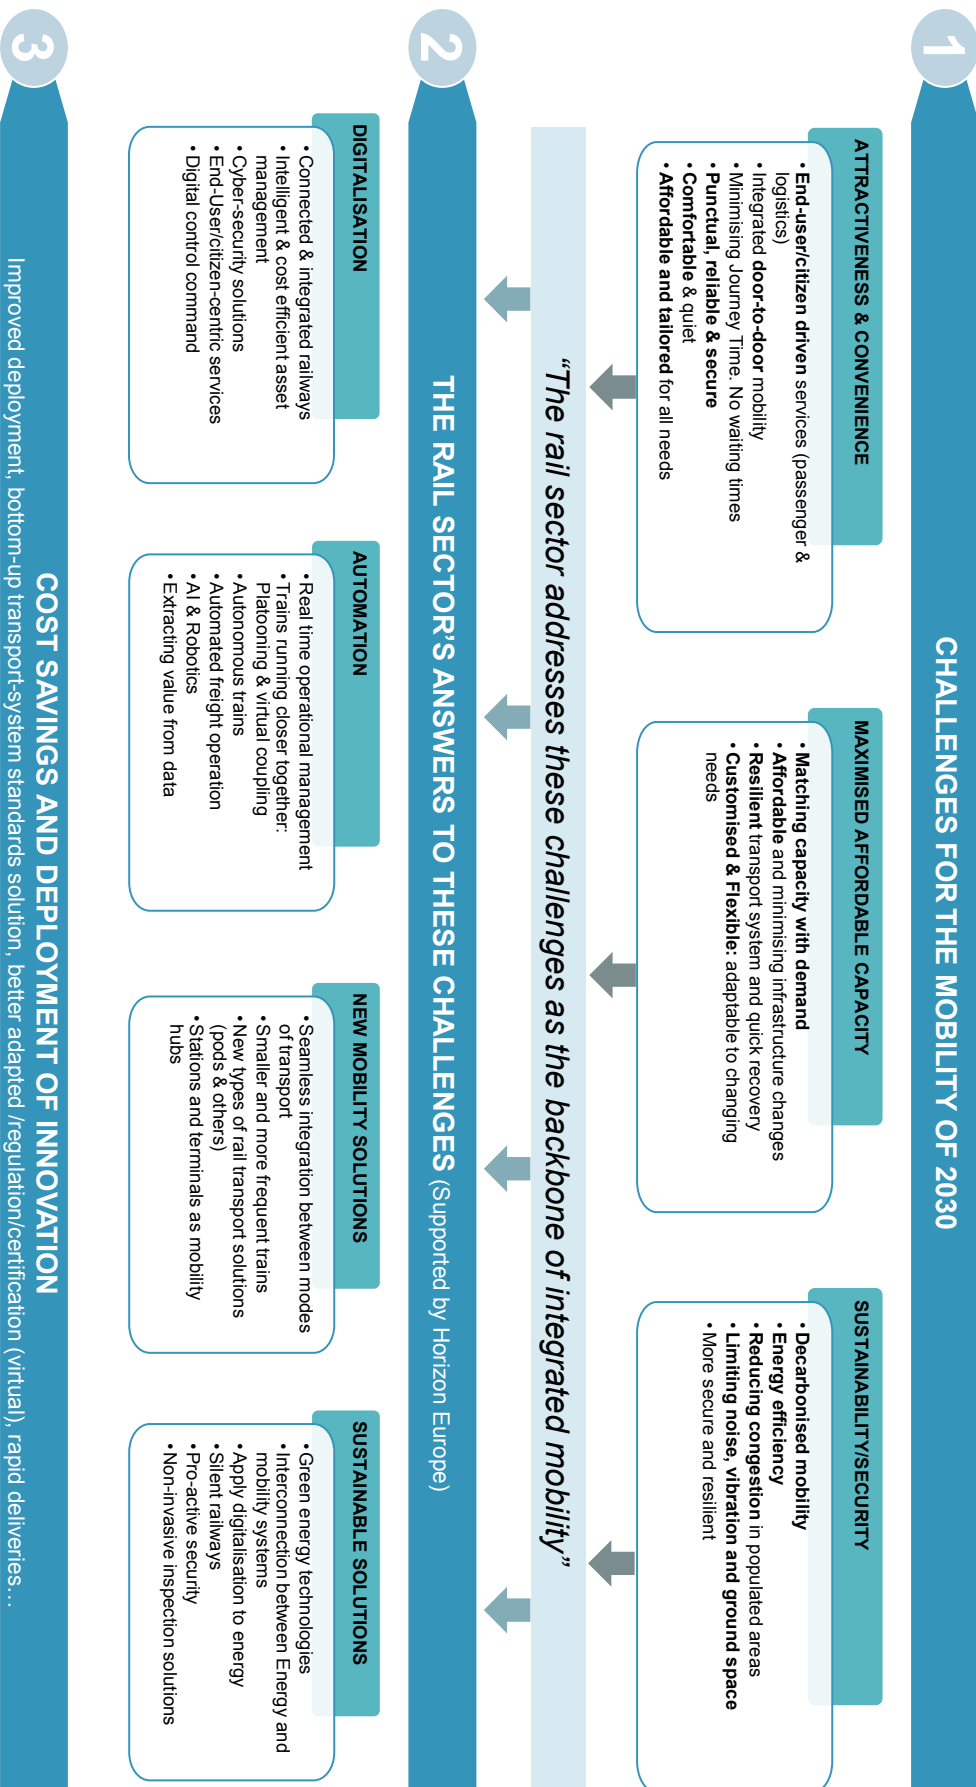 1
CHALLENGES FOR THE MOBILITY OF 2030
ATTRACTIVENESS & CONVENIENCE
• End-user/citizen driven services (passenger &
logistics)
• Integrated door-to-door mobility
• Minimising Journey Time. No waiting times
• Punctual, reliable & secure
• Comfortable & quiet
• Affordable and tailored for all needs
MAXIMISED AFFORDABLE CAPACITY
• Matching capacity with demand
• Affordable and minimising infrastructure changes
• Resilient transport system and quick recovery
• Customised & Flexible: adaptable to changing
needs
SUSTAINABILITY/SECURITY
• Decarbonised mobility
• Energy efficiency
• Reducing congestion in populated areas
• Limiting noise, vibration and ground space
• More secure and resilient
“The rail sector addresses these challenges as the backbone of integrated mobility”
2
THE RAIL SECTOR’S ANSWERS TO THESE CHALLENGES (Supported by Horizon Europe)
DIGITALISATION
• Connected & integrated railways
• Intelligent & cost efficient asset
management
• Cyber-security solutions
• End-User/citizen-centric services
• Digital control command
AUTOMATION
• Real time operational management
• Trains running closer together:
Platooning & virtual coupling
• Autonomous trains
• Automated freight operation
• AI & Robotics
• Extracting value from data
NEW MOBILITY SOLUTIONS
• Seamless integration between modes
of transport
• Smaller and more frequent trains
• New types of rail transport solutions
(pods & others)
• Stations and terminals as mobility
hubs
SUSTAINABLE SOLUTIONS
• Green energy technologies
• Interconnection between Energy and
mobility systems
• Apply digitalisation to energy
• Silent railways
• Pro-active security
• Non-invasive inspection solutions
3
COST SAVINGS AND DEPLOYMENT OF INNOVATION
Improved deployment, bottom-up transport-system standards solution, better adapted /regulation/certification (virtual), rapid deliveries…